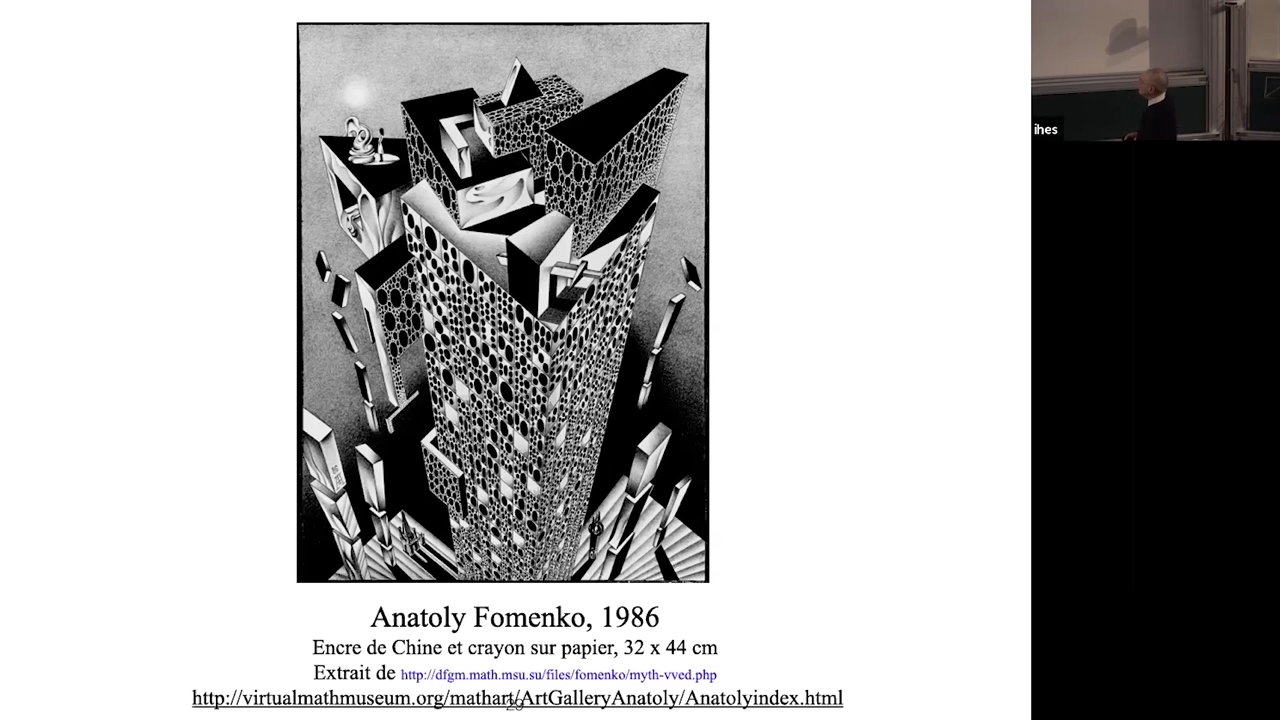 Anatoly Fomenko, 1986
Encre de Chine et crayon sur papier, 32 x 44 cm
Extrait de http://dfgm.math.msu.su/files/fomenko/myth-vved.php
http://virtualmathmuseum.org/mathart/ArtGalleryAnatoly/Anatolyindex.html
ihes